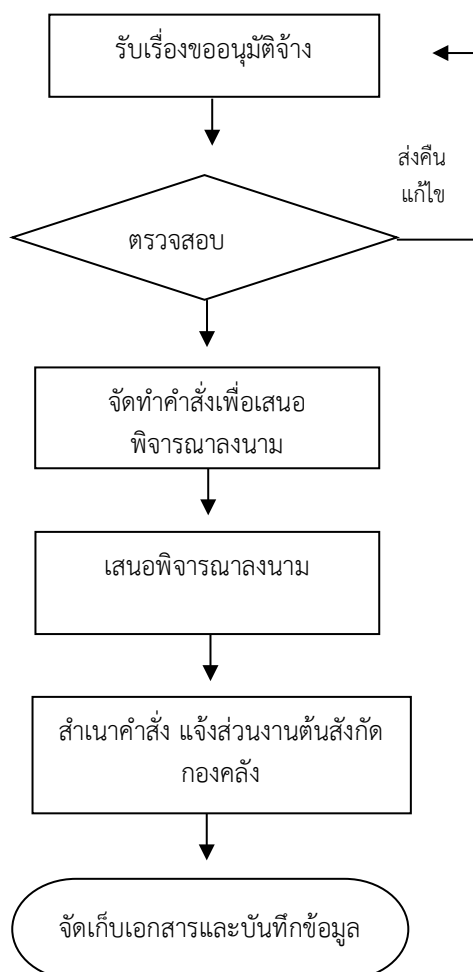 รับเรื่องขออนุมัติจ้าง
ส่งคืน
แก้ไข
ตรวจสอบ
จัดทำคำสั่งเพื่อเสนอ
พิจารณาลงนาม
เสนอพิจารณาลงนาม
สำเนาคำสั่ง แจ้งส่วนงานต้นสังกัด
กองคลัง
จัดเก็บเอกสารและบันทึกข้อมูล